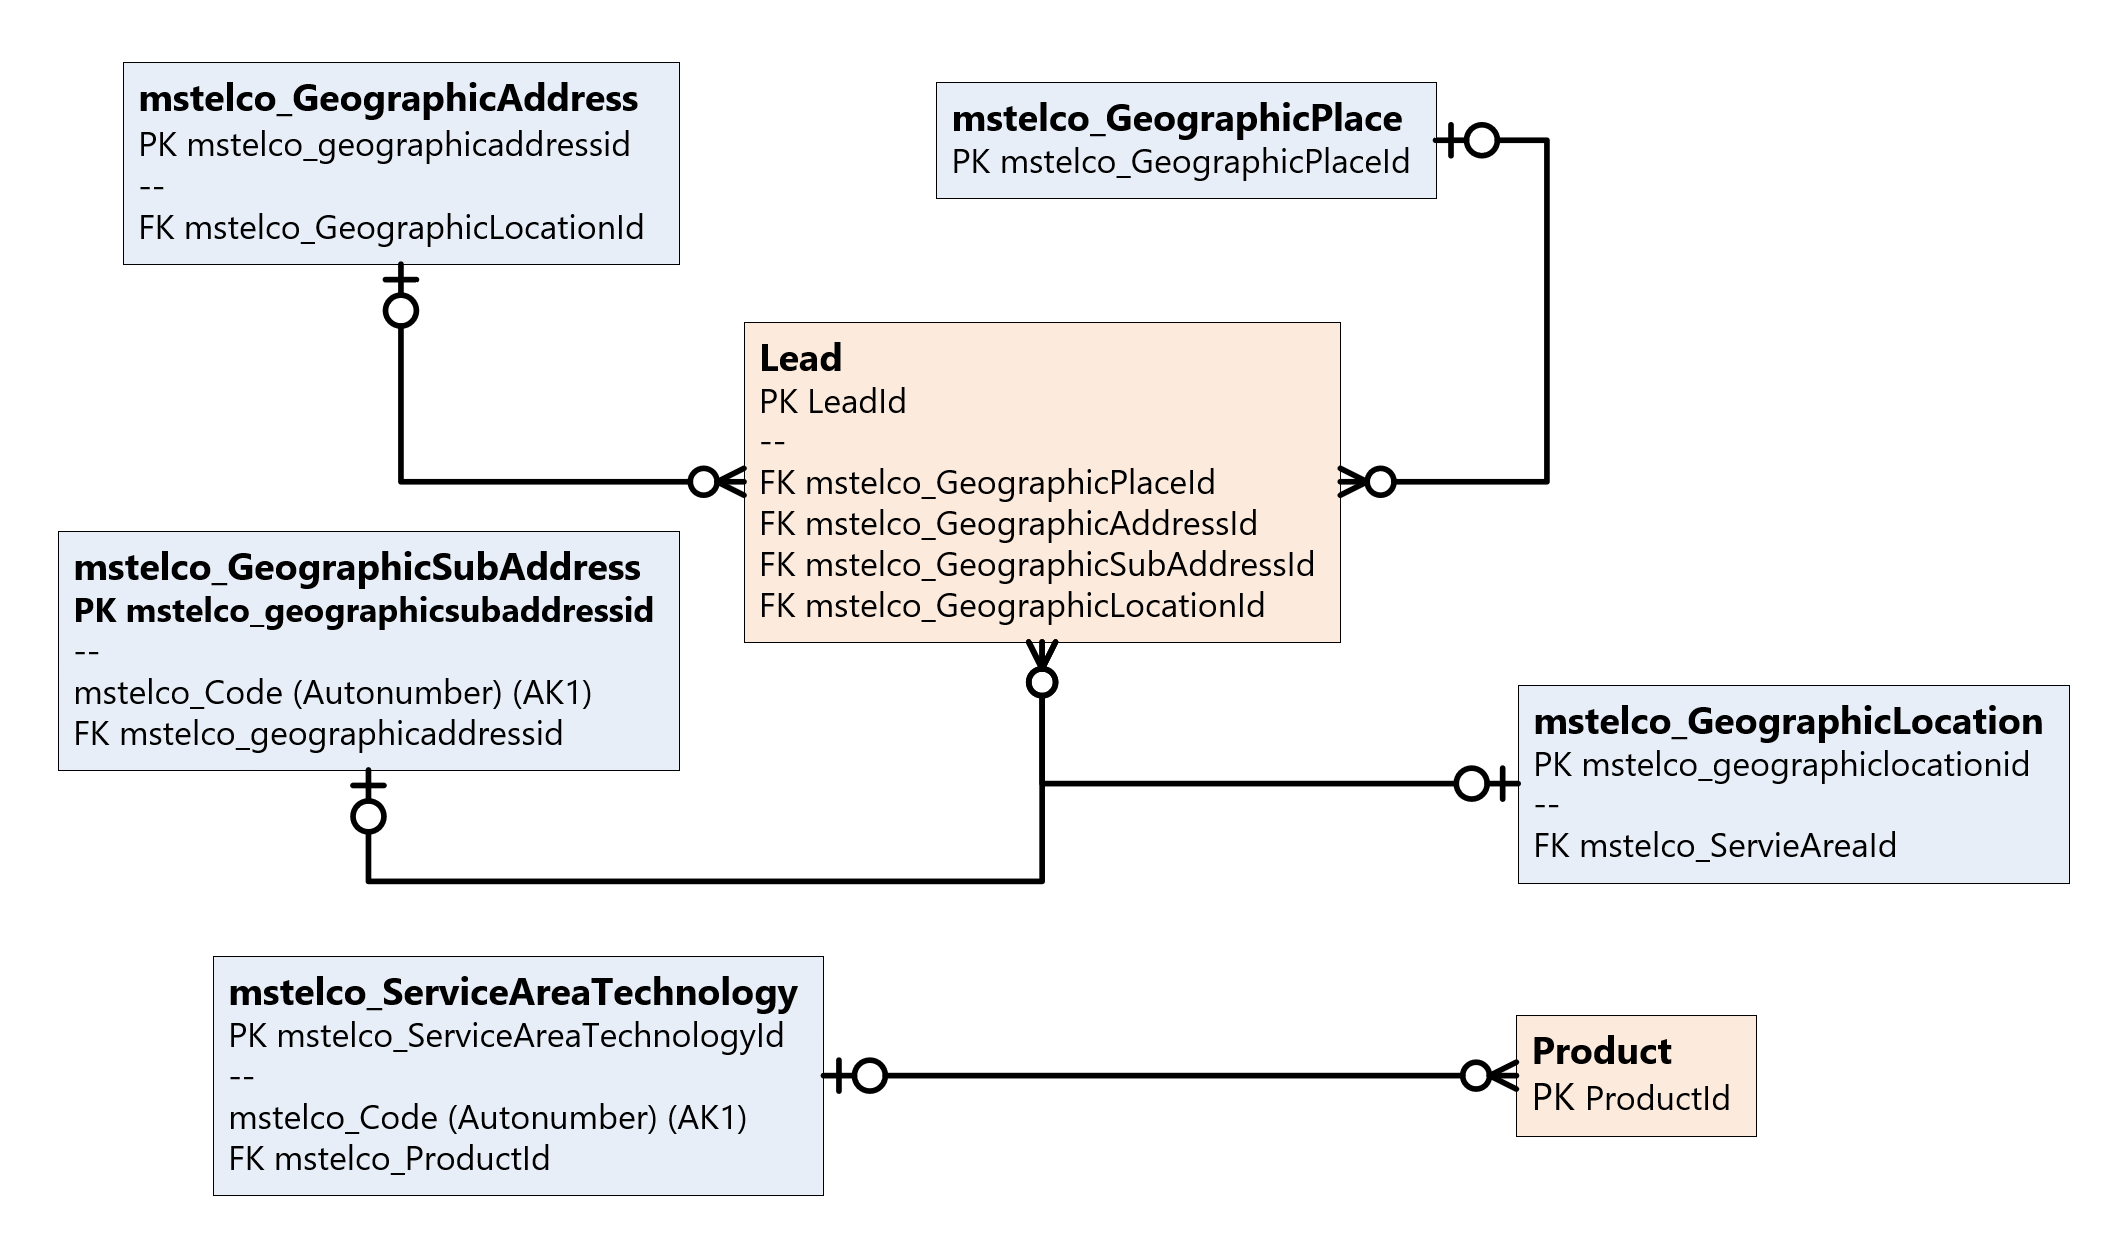 mstelco_GeographicAddress
PK mstelco_geographicaddressid
--
FK mstelco_GeographicLocationId
mstelco_GeographicPlace
PK mstelco_GeographicPlaceId
Lead
PK LeadId
--
FK mstelco_GeographicPlaceId
FK mstelco_GeographicAddressId
FK mstelco_GeographicSubAddressId
FK mstelco_GeographicLocationId
mstelco_GeographicSubAddress
PK mstelco_geographicsubaddressid
--
mstelco_Code (Autonumber) (AK1)
FK mstelco_geographicaddressid
mstelco_GeographicLocation
PK mstelco_geographiclocationid
--
FK mstelco_ServieAreaId
mstelco_ServiceAreaTechnology
PK mstelco_ServiceAreaTechnologyId
--
mstelco_Code (Autonumber) (AK1)
FK mstelco_ProductId
Product
PK ProductId